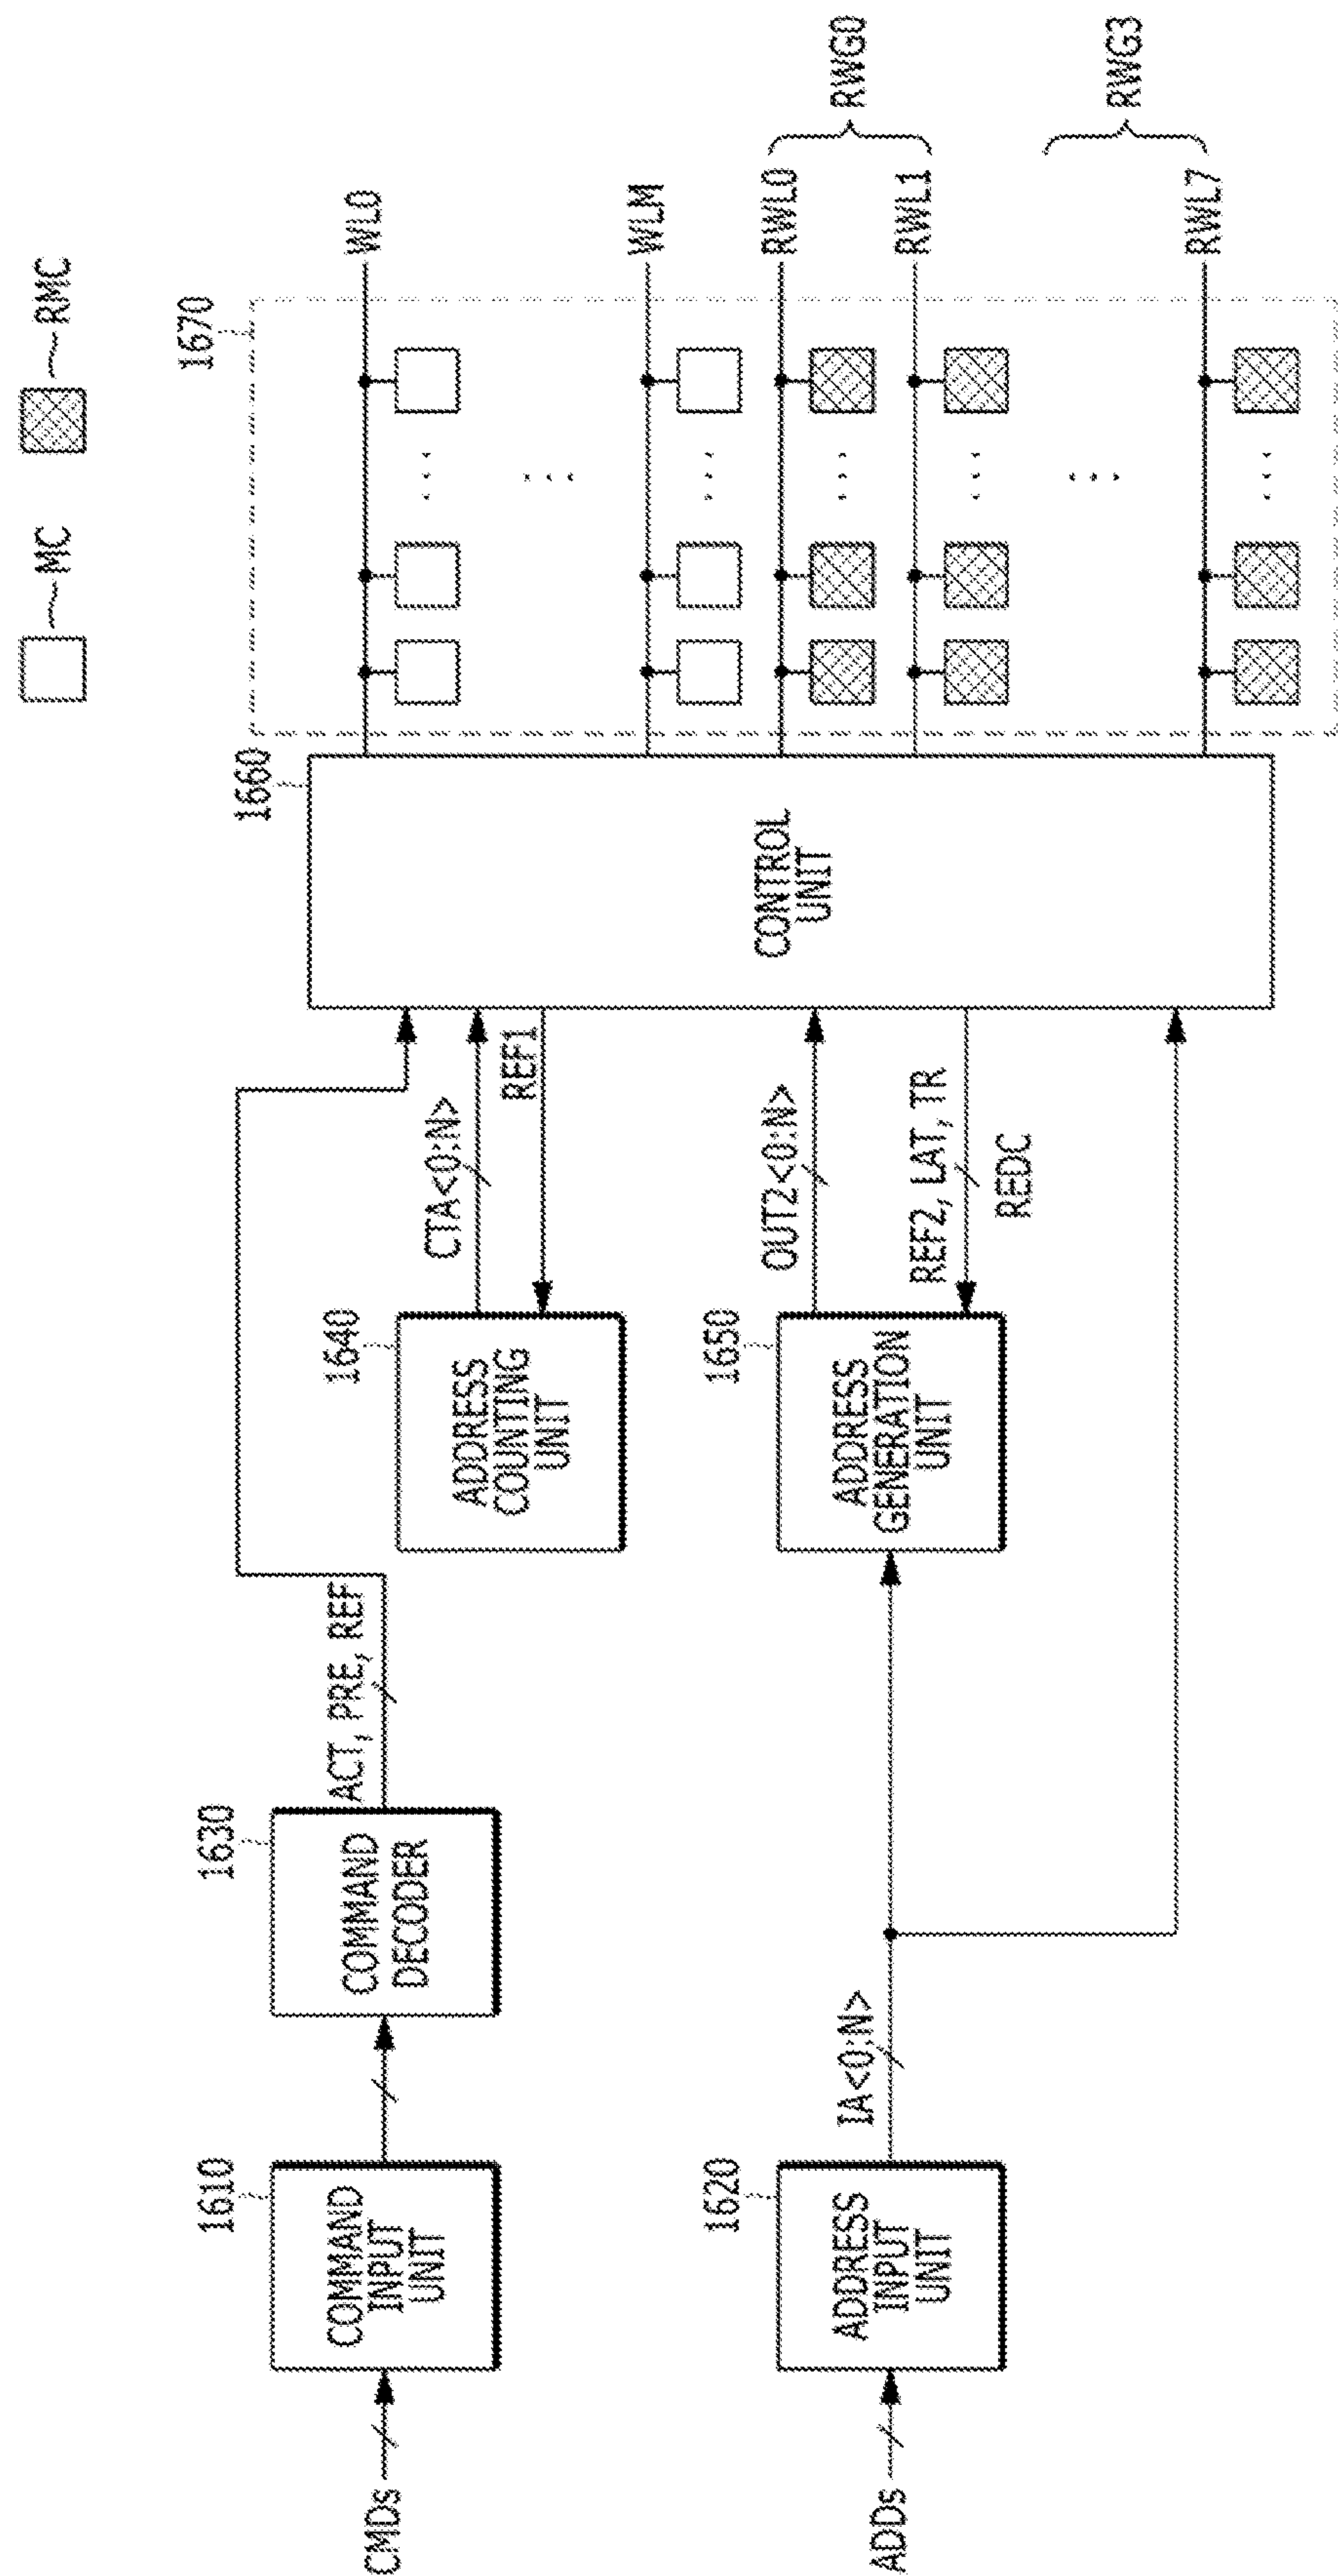 MC
RMC
1610
COMMAND
INPUT
UNIT
CMDs
1630
COMMAND
DECODER
ACT, PRE, REF
1640
ADDRESS
COUNTING
UNIT
CTA<0:N>
REF1
1620
ADDRESS
INPUT
UNIT
ADDs
IA<0:N>
1650
ADDRESS
GENERATION
UNIT
OUT2<0:N>
REF2, LAT, TR
REDC
1660
CONTROL
UNIT
1670
WL0
WLM
RWL0
RWL1
RWL7
RWG0
RWG3